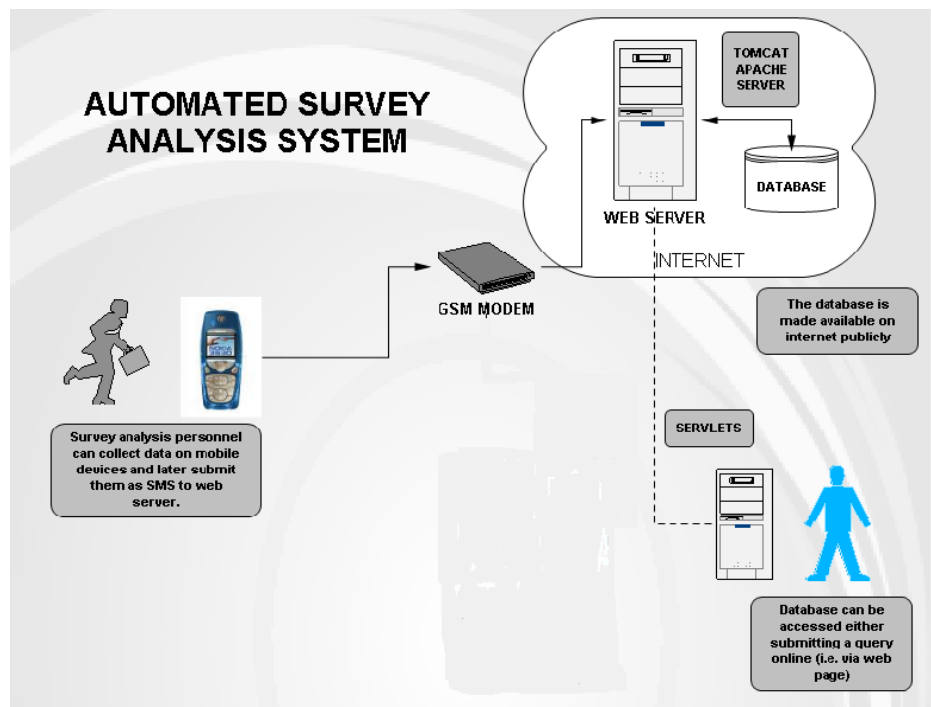 AUTOMATED SURVEY
ANALYSIS SYSTEM
TOMCAT
APACHE
SERVER
DATABASE
WEB SERVER
INTERNET
GSM MODEM
The database is
made available on
internet publicly
NOKIA
Survey analysis personnel
can collect data on mobile
devices and later submit
them as SMS to web
server.
SERVLETS
Database can be
accessed either
submitting a query
online (i.e. via web
page)